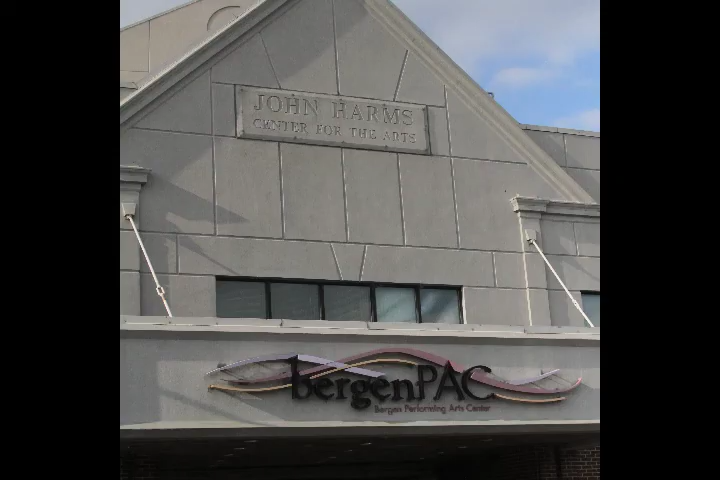 JOHN HARMS
CENTER FOR THE ARTS
bergenPAC
Bergen Performing Arts Center